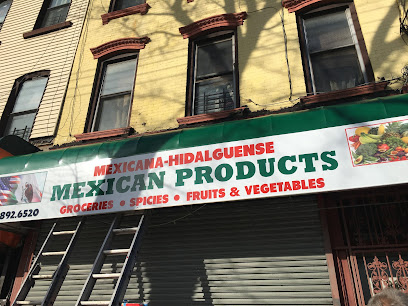 MEXICANA-HIDALGUENSE
MEXICAN PRODUCTS
GROCERIES • SPICIES • FRUITS & VEGETABLES
892.6520